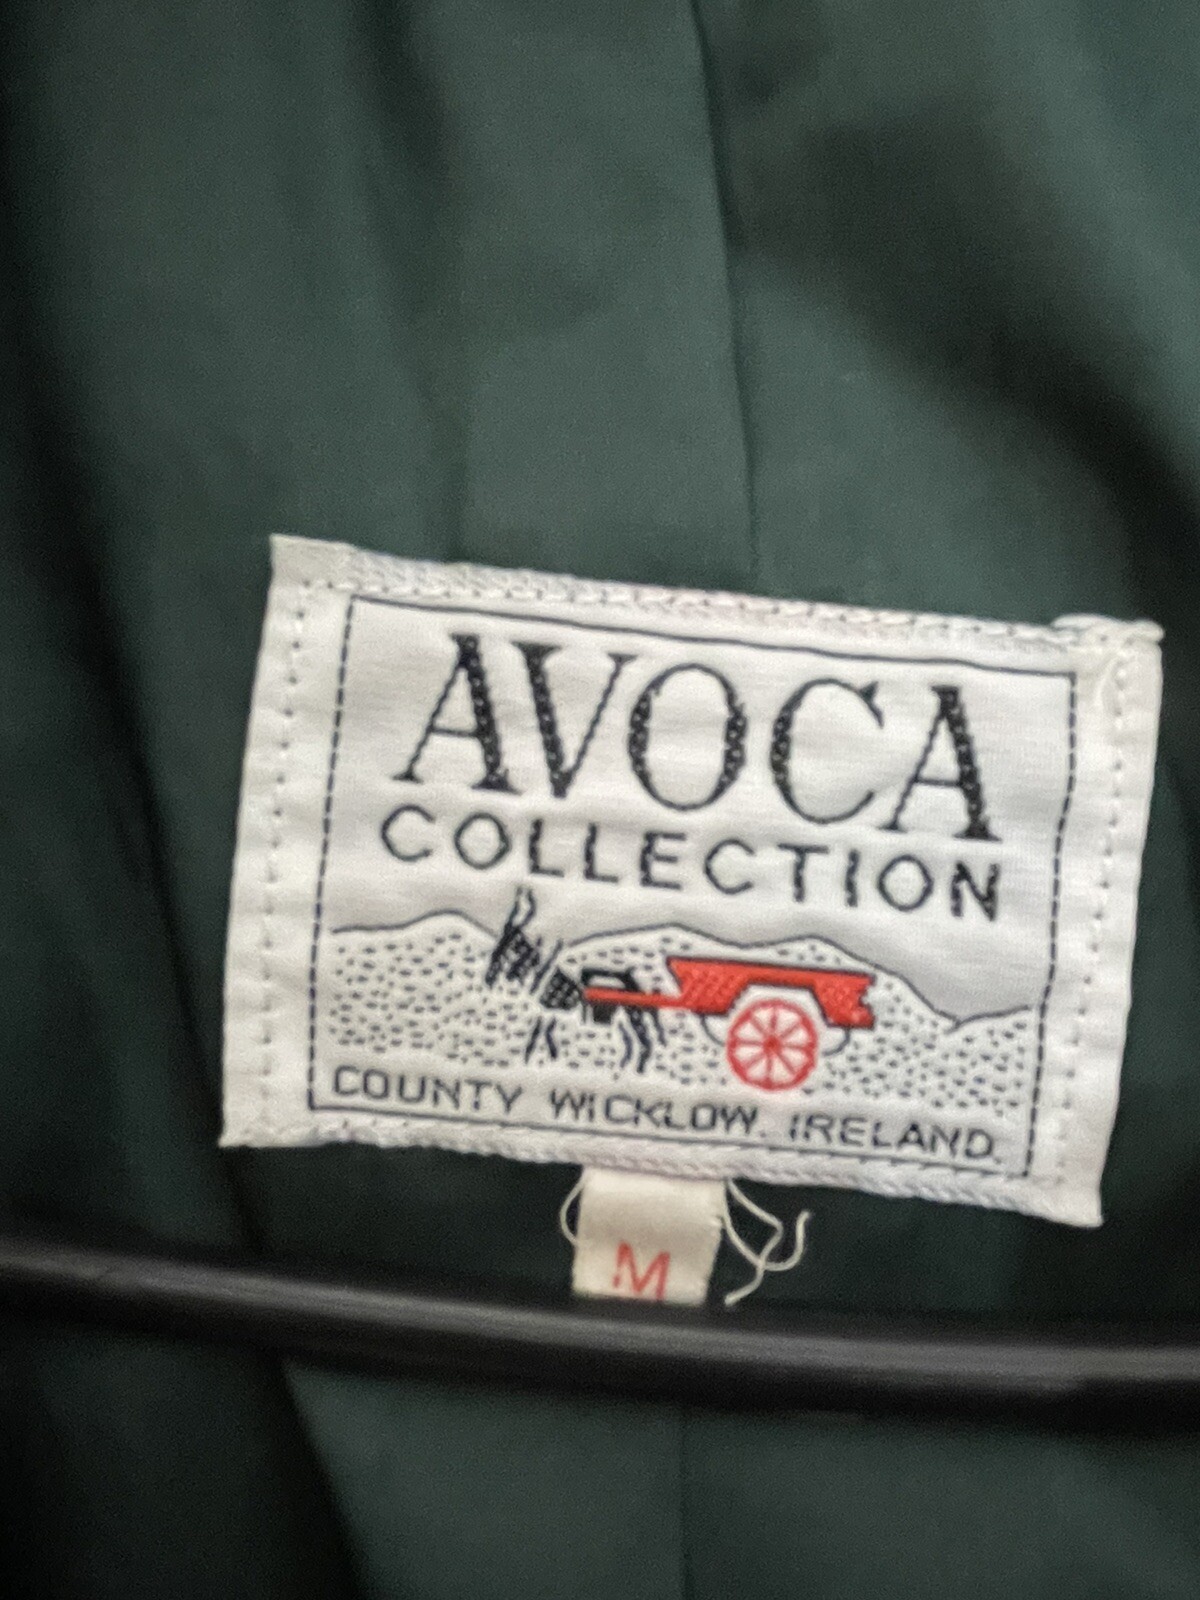 AVOCA
COLLECTION
COUNTY WICKLOW. IRELAND.
M